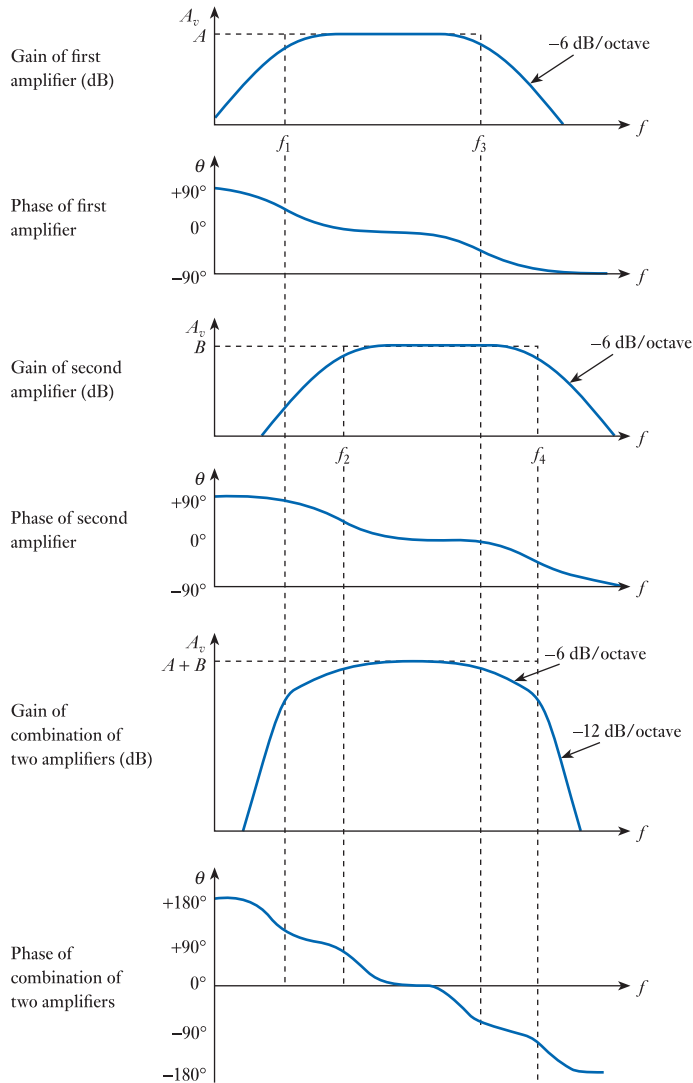 A_v
A
Gain of first
amplifier (dB)
−6 dB/octave
f
f_1
f_3
θ
+90°
Phase of first
amplifier
0°
−90°
f
A_v
B
Gain of second
amplifier (dB)
−6 dB/octave
f
f_2
f_4
θ
+90°
Phase of second
amplifier
0°
−90°
f
A_v
A + B
−6 dB/octave
Gain of
combination of
two amplifiers (dB)
−12 dB/octave
f
θ
+180°
+90°
Phase of
combination of
two amplifiers
0°
f
−90°
−180°